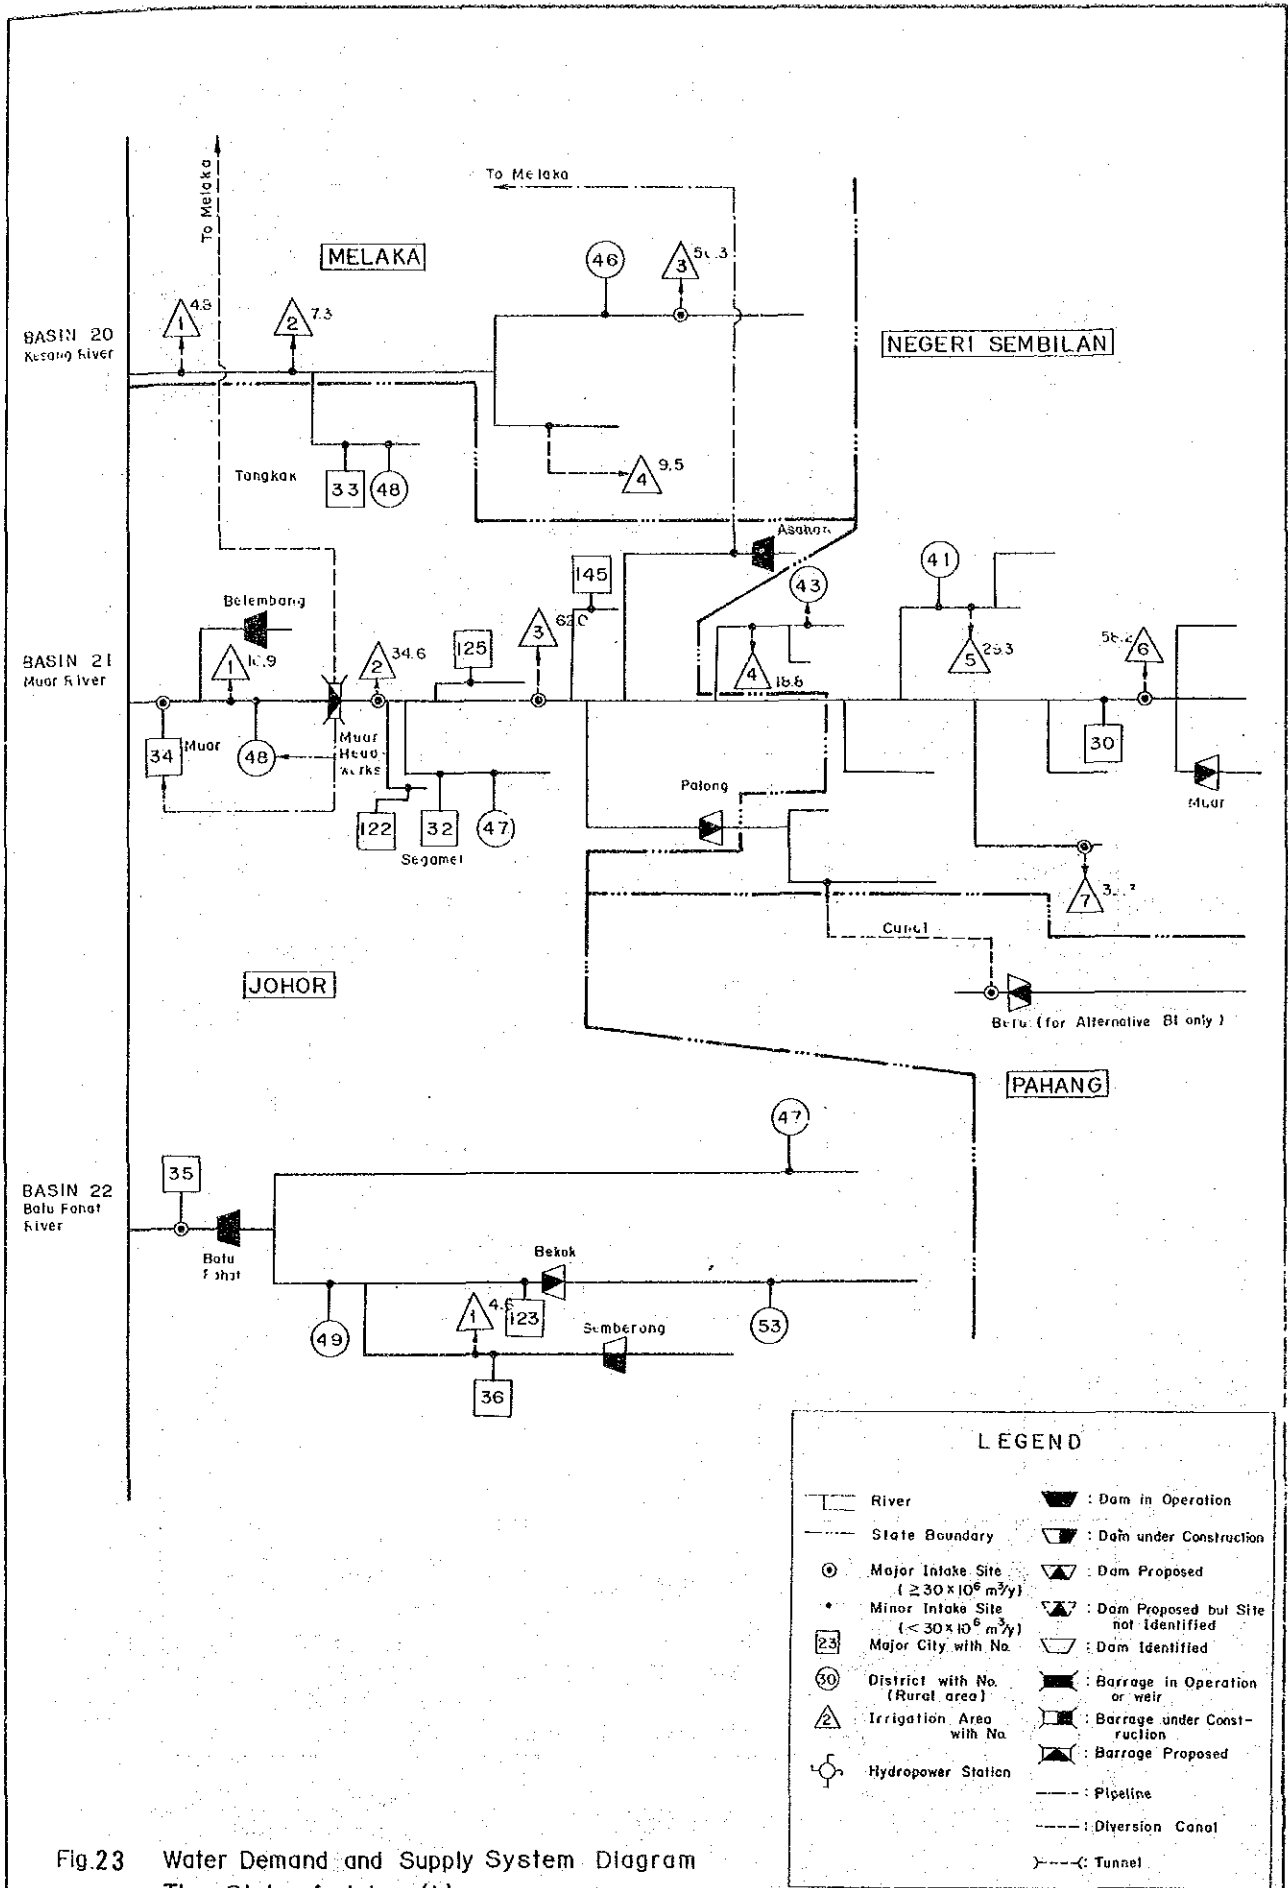 To Melaka
To Melaka
MELAKA
46
3
1
2
7.3
BASIN 20
Kesang River
NEGERI SEMBILAN
Tangkak
33
48
4
9.5
Asahan
145
43
41
Belembang
1
2
34.6
125
3
4
18.8
5
6
BASIN 21
Muar River
34
Muar
48
Muar
Head
30
Muar
122
32
47
Segamat
Palong
7
Canal
JOHOR
(for Alternative B1 only)
PAHANG
47
35
BASIN 22
Batu Pahat
River
Batu
Pahat
Bekok
1
49
123
53
Semberong
36
LEGEND
River
State Boundary
Major Intake Site
(≥30×10⁶ m³/y)
Minor Intake Site
(<30×10⁶ m³/y)
23 Major City with No.
30 District with No.
(Rural area)
2 Irrigation Area
with No.
Hydropower Station
: Dam in Operation
: Dam under Construction
: Dam Proposed
: Dam Proposed but Site
not Identified
: Dam Identified
: Barrage in Operation
or weir
: Barrage under Const-
ruction
: Barrage Proposed
: Pipeline
: Diversion Canal
: Tunnel
Fig.23 Water Demand and Supply System Diagram